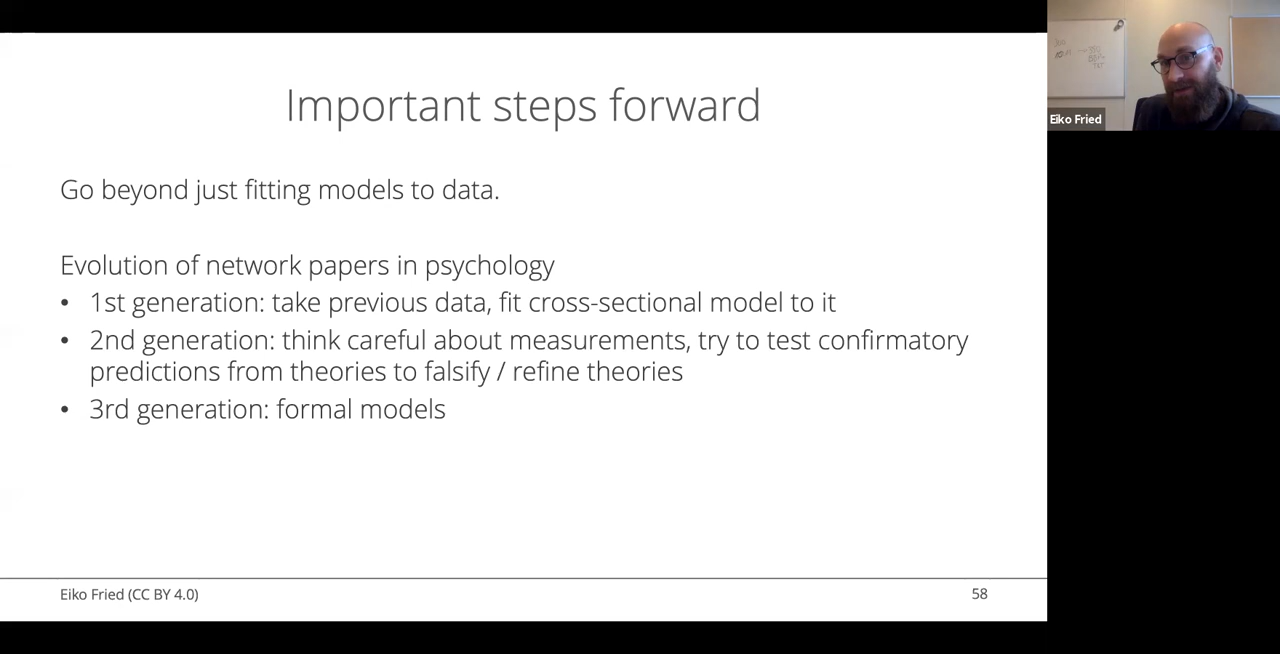 Important steps forward
Go beyond just fitting models to data.
Evolution of network papers in psychology
• 1st generation: take previous data, fit cross-sectional model to it
• 2nd generation: think careful about measurements, try to test confirmatory
predictions from theories to falsify / refine theories
• 3rd generation: formal models
Eiko Fried (CC BY 4.0)
58
Eiko Fried